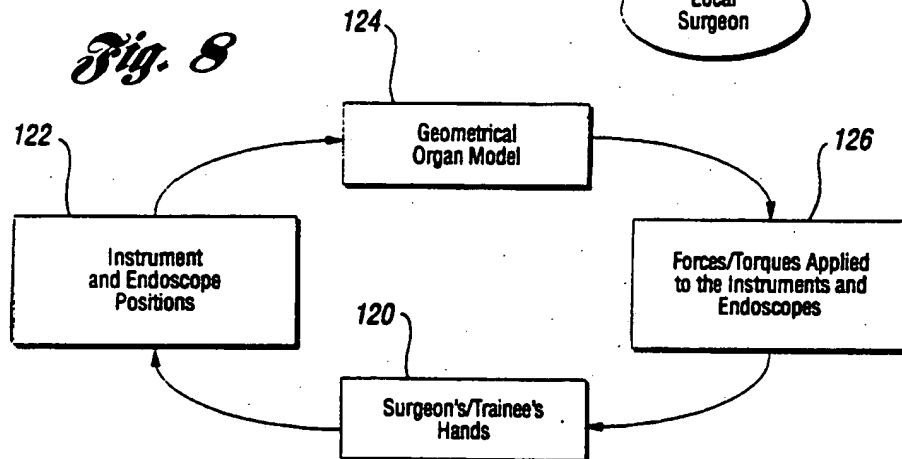 Surgeon
Fig. 8
124
122
Geometrical
Organ Model
126
Instrument
and Endoscope
Positions
Forces/Torques Applied
to the Instruments and
Endoscopes
120
Surgeon's/Trainee's
Hands